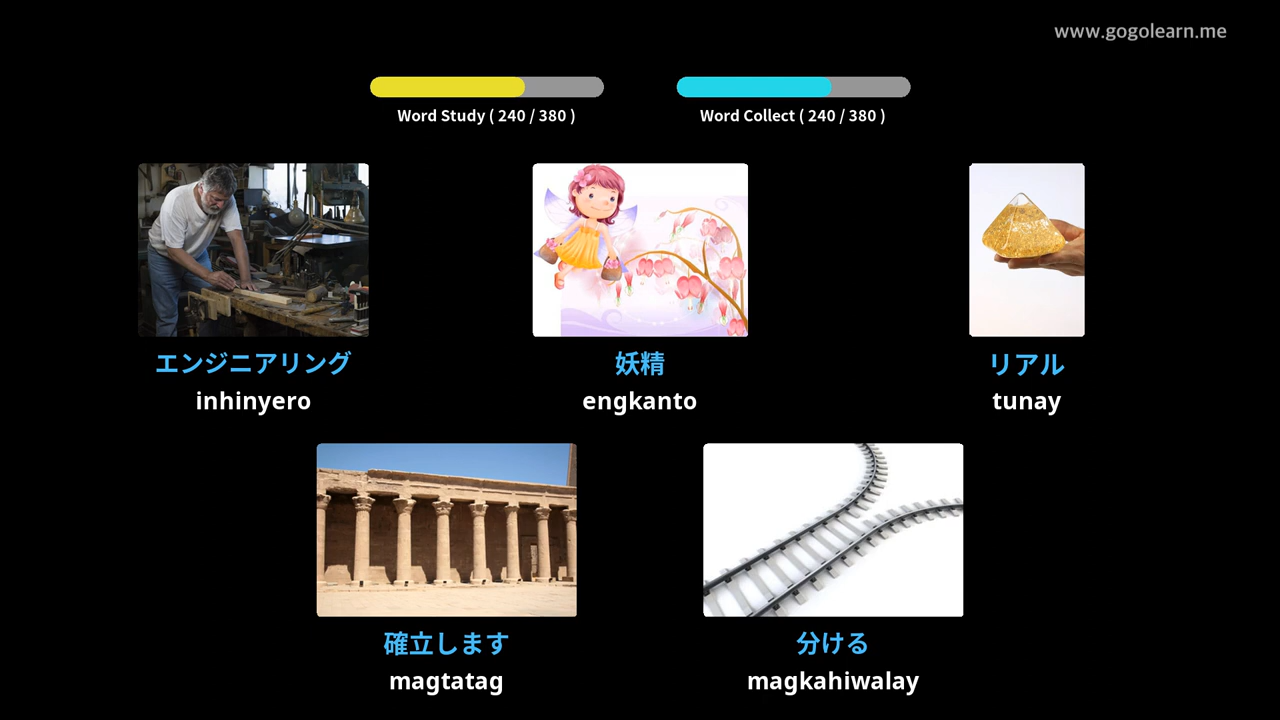 www.gogolearn.me
Word Study ( 240 / 380 )
Word Collect ( 240 / 380 )
エンジニアリング
inhinyero
妖精
engkanto
リアル
tunay
確立します
magtatag
分ける
magkahiwalay